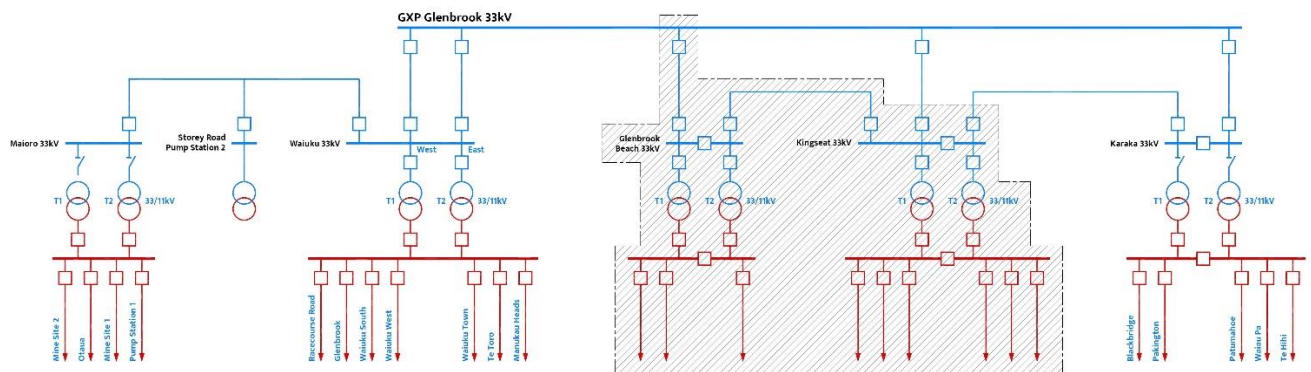 GXP Glenbrook 33kV
Maioro 33kV
Storey Road
Pump Station 2
Waiuku 33kV
West
East
Glenbrook
Beach 33kV
Kingseat 33kV
Karaka 33kV
T1
T2
33/11kV
T1
T2
33/11kV
T1
T2
33/11kV
T1
T2
33/11kV
T1
T2
33/11kV
Mine Site 2
Otaua
Mine Site 1
Pump Station 1
Racecourse Road
Glenbrook
Waiuku South
Waiuku West
Waiuku Town
Te Toro
Manukau Heads
Blackbridge
Pakington
Patumahoe
Waiau Pa
Te Hihi